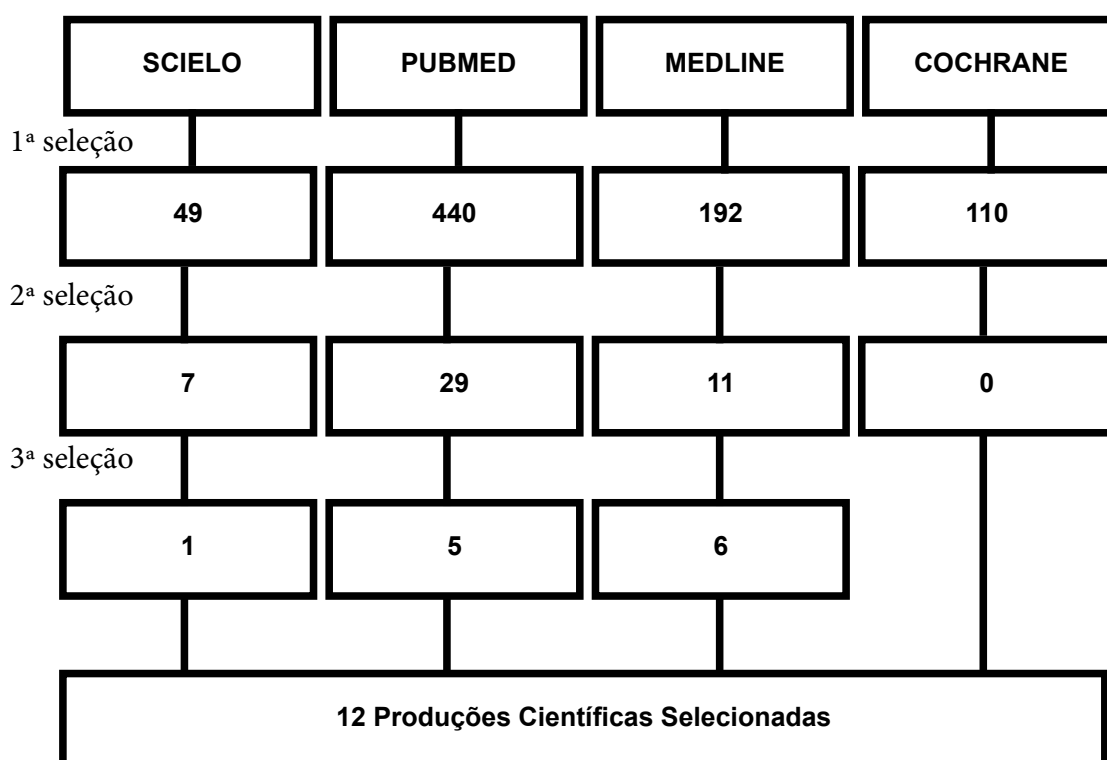 SCIELO
PUBMED
MEDLINE
COCHRANE
1ª seleção
49
440
192
110
2ª seleção
7
29
11
0
3ª seleção
1
5
6
12 Produções Científicas Selecionadas